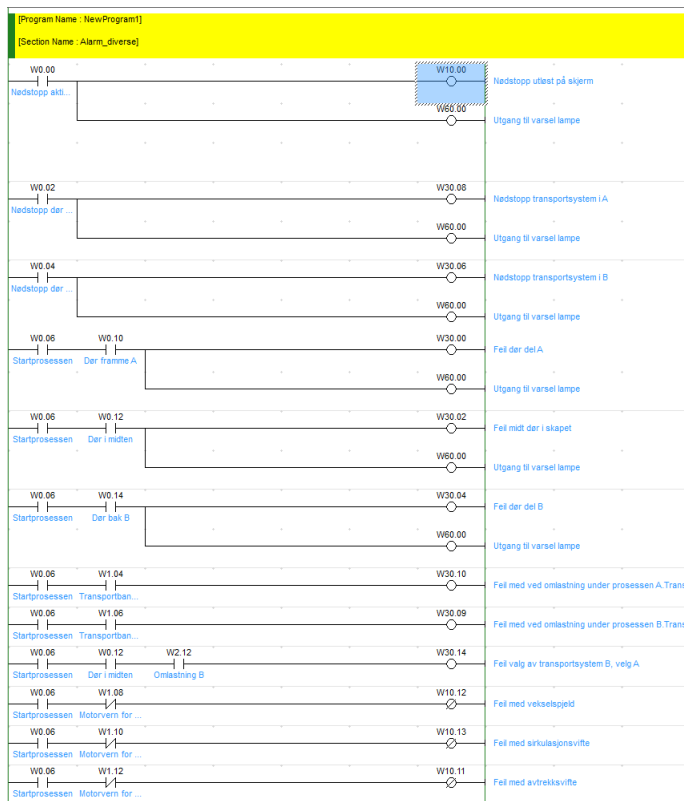 [Program Name : NewProgram1]
[Section Name : Alarm_diverse]
W0.00 W10.00
Nødstopp akti... Nødstopp utløst på skjerm
W60.00
Utgang til varsel lampe
W0.02 W30.08
Nødstopp dør ... Nødstopp transportsystem i A
W60.00
Utgang til varsel lampe
W0.04 W30.06
Nødstopp dør ... Nødstopp transportsystem i B
W60.00
Utgang til varsel lampe
W0.06 W0.10 W30.00
Startprosessen Dør framme A Feil dør del A
W60.00
Utgang til varsel lampe
W0.06 W0.12 W30.02
Startprosessen Dør i midten Feil midt dør i skapet
W60.00
Utgang til varsel lampe
W0.06 W0.14 W30.04
Startprosessen Dør bak B Feil dør del B
W60.00
Utgang til varsel lampe
W0.06 W1.04 W30.10
Startprosessen Transportban... Feil med ved omlastning under prosessen A.Trans
W0.06 W1.06 W30.09
Startprosessen Transportban... Feil med ved omlastning under prosessen B.Trans
W0.06 W0.12 W2.12 W30.14
Startprosessen Dør i midten Omlastning B Feil valg av transportsystem B, velg A
W0.06 W1.08 W10.12
Startprosessen Motorvern for ... Feil med vekselspjeld
W0.06 W1.10 W10.13
Startprosessen Motorvern for ... Feil med sirkulasjonsvifte
W0.06 W1.12 W10.11
Startprosessen Motorvern for ... Feil med avtrekksvifte